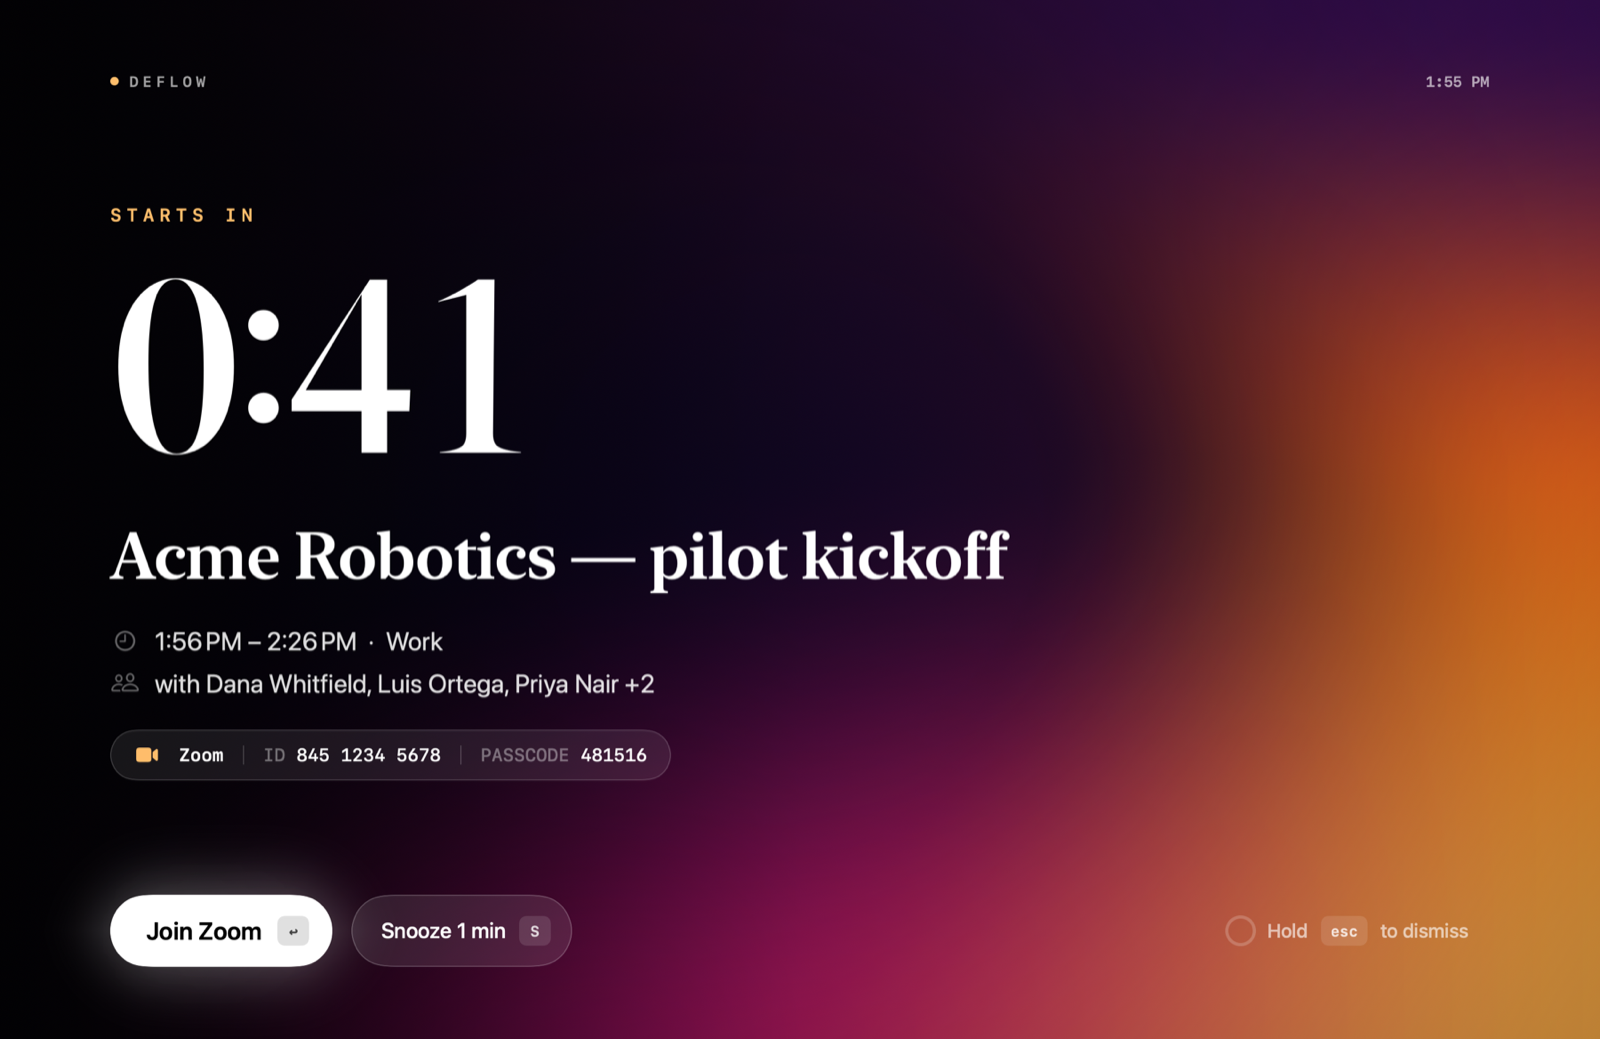 DEFLOW
1:55 PM
STARTS IN
0:41
Acme Robotics — pilot kickoff
1:56 PM – 2:26 PM · Work
with Dana Whitfield, Luis Ortega, Priya Nair +2
Zoom | ID 845 1234 5678 | PASSCODE 481516
Join Zoom ↩ Snooze 1 min S
Hold esc to dismiss